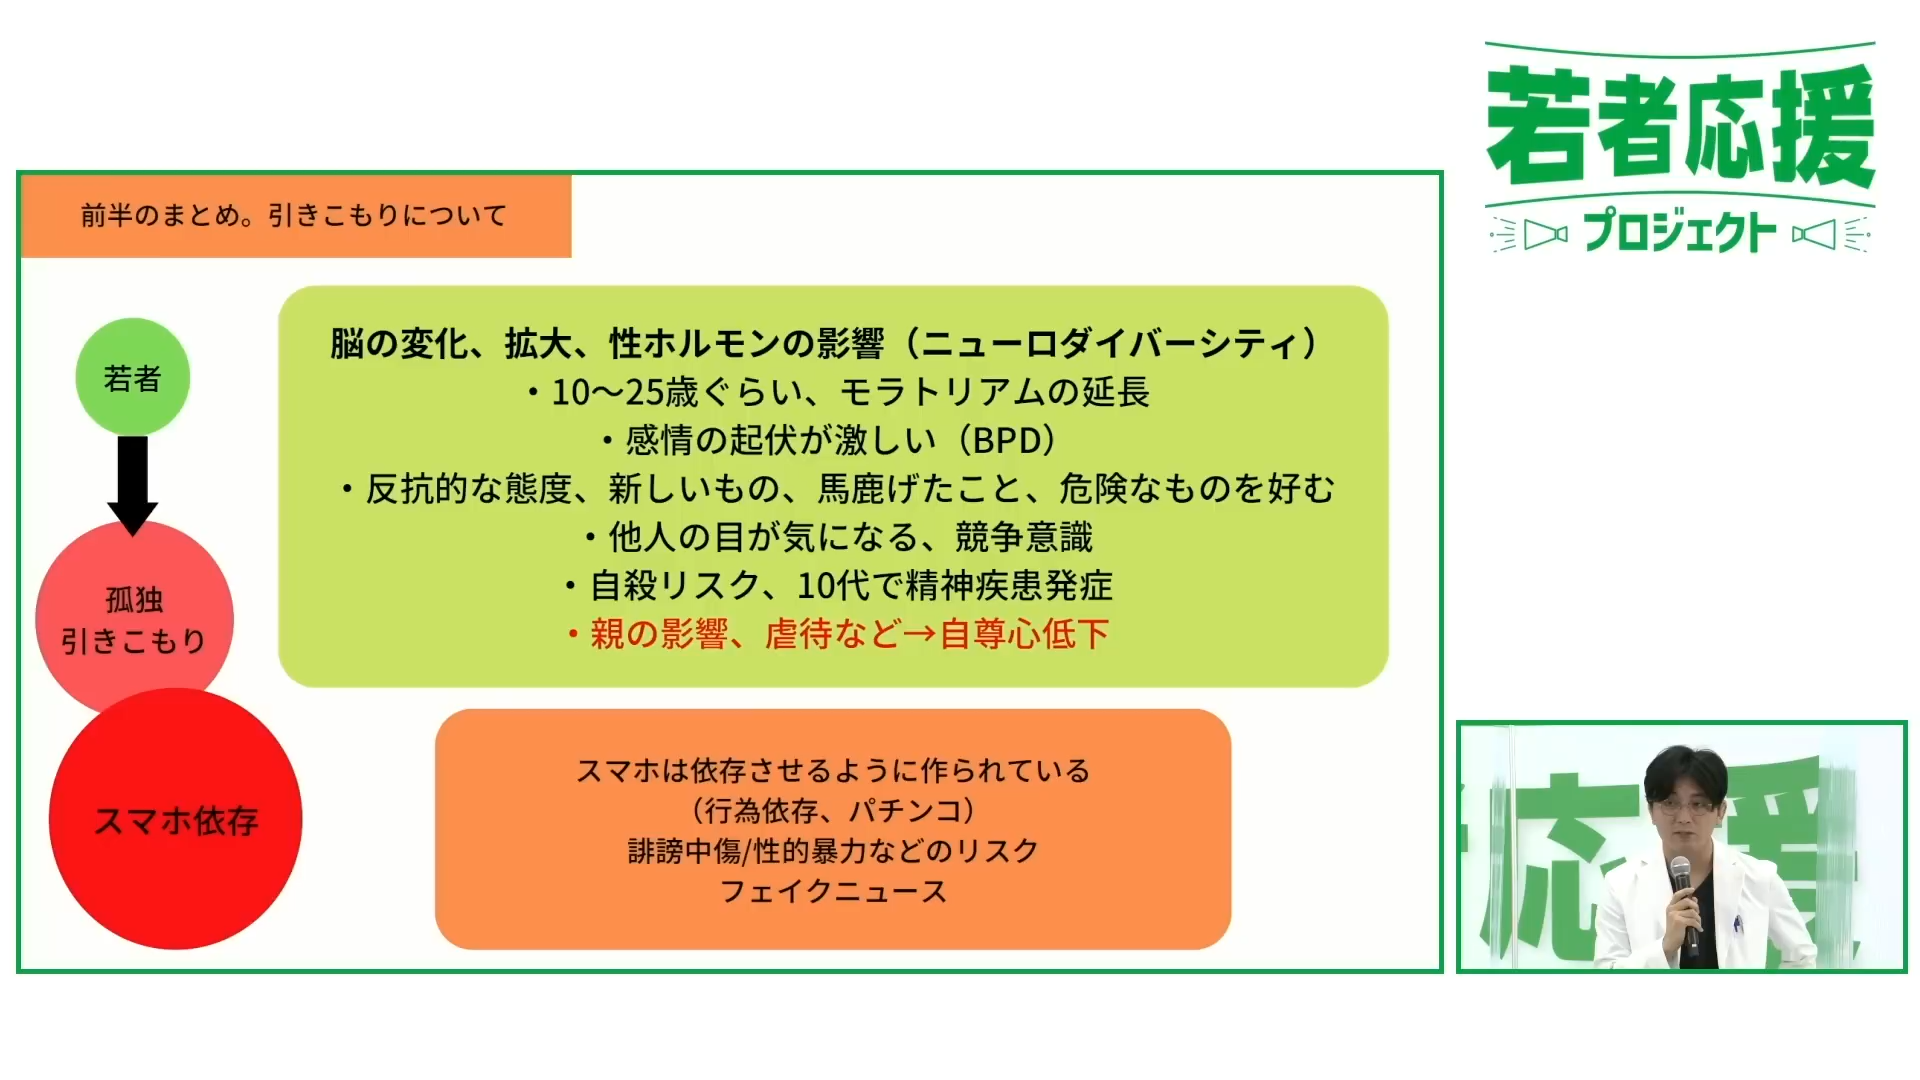 若者応援
プロジェクト
前半のまとめ。引きこもりについて
若者
孤独
引きこもり
スマホ依存
脳の変化、拡大、性ホルモンの影響（ニューロダイバーシティ）
・10～25歳ぐらい、モラトリアムの延長
・感情の起伏が激しい（BPD）
・反抗的な態度、新しいもの、馬鹿げたこと、危険なものを好む
・他人の目が気になる、競争意識
・自殺リスク、10代で精神疾患発症
・親の影響、虐待など→自尊心低下
スマホは依存させるように作られている
（行為依存、パチンコ）
誹謗中傷/性的暴力などのリスク
フェイクニュース
応援